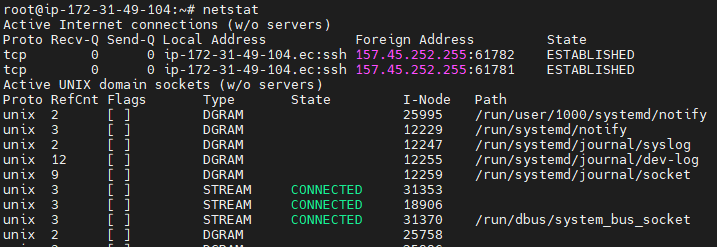 root@ip-172-31-49-104:~# netstat
Active Internet connections (w/o servers)
Proto Recv-Q Send-Q Local Address           Foreign Address         State
tcp        0      0 ip-172-31-49-104.ec:ssh 157.45.252.255:61782    ESTABLISHED
tcp        0      0 ip-172-31-49-104.ec:ssh 157.45.252.255:61781    ESTABLISHED
Active UNIX domain sockets (w/o servers)
Proto RefCnt Flags       Type       State         I-Node   Path
unix  2      [ ]         DGRAM                    25995    /run/user/1000/systemd/notify
unix  3      [ ]         DGRAM                    12229    /run/systemd/notify
unix  2      [ ]         DGRAM                    12247    /run/systemd/journal/syslog
unix  12     [ ]         DGRAM                    12255    /run/systemd/journal/dev-log
unix  9      [ ]         DGRAM                    12259    /run/systemd/journal/socket
unix  3      [ ]         STREAM     CONNECTED     31353
unix  3      [ ]         STREAM     CONNECTED     18906
unix  3      [ ]         STREAM     CONNECTED     31370    /run/dbus/system_bus_socket
unix  2      [ ]         DGRAM                    25758